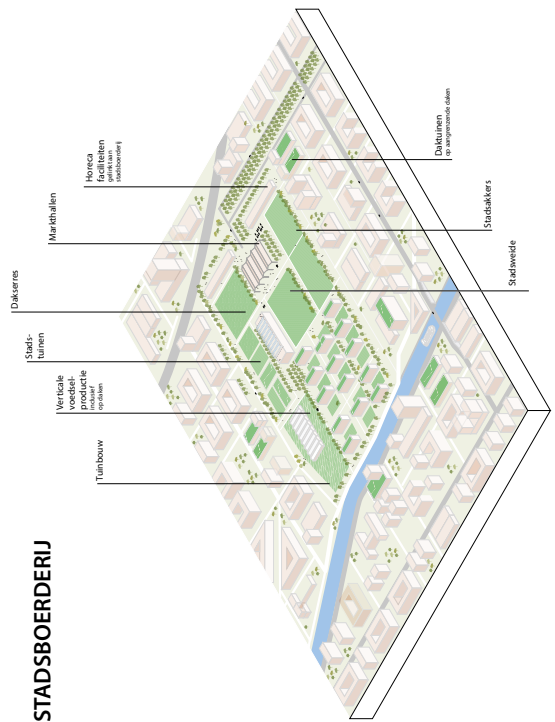 STADSBOERDERIJ
Tuinbouw
Verticale
voedsel-
productie
inclusief
op daken
Stads-
tuinen
Dakserres
Markthallen
Horeca
faciliteiten
gelinkt aan
stadsboerderij
Daktuinen
op aangrenzende daken
Stadsakkers
Stadsweide